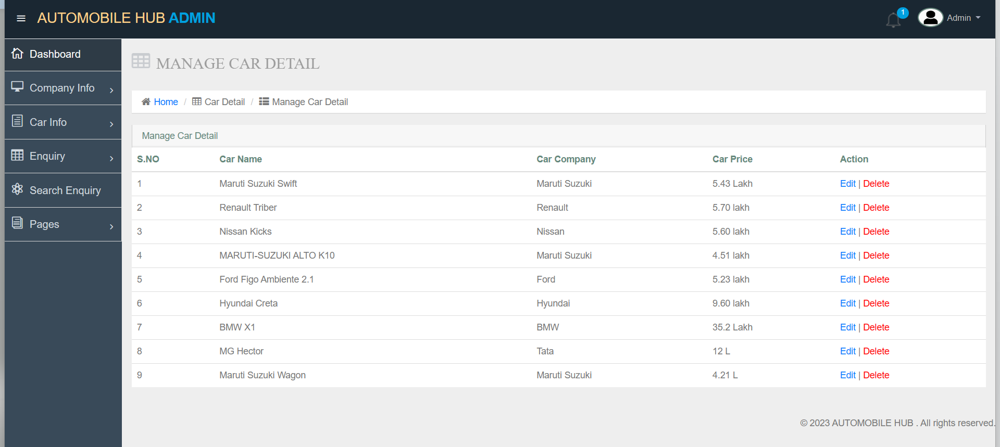 AUTOMOBILE HUB ADMIN
1
Admin
Dashboard
Company Info
Car Info
Enquiry
Search Enquiry
Pages
MANAGE CAR DETAIL
Home / Car Detail / Manage Car Detail
Manage Car Detail
S.NO Car Name Car Company Car Price Action
1 Maruti Suzuki Swift Maruti Suzuki 5.43 Lakh Edit | Delete
2 Renault Triber Renault 5.70 lakh Edit | Delete
3 Nissan Kicks Nissan 5.60 lakh Edit | Delete
4 MARUTI-SUZUKI ALTO K10 Maruti Suzuki 4.51 lakh Edit | Delete
5 Ford Figo Ambiente 2.1 Ford 5.23 lakh Edit | Delete
6 Hyundai Creta Hyundai 9.60 lakh Edit | Delete
7 BMW X1 BMW 35.2 Lakh Edit | Delete
8 MG Hector Tata 12 L Edit | Delete
9 Maruti Suzuki Wagon Maruti Suzuki 4.21 L Edit | Delete
© 2023 AUTOMOBILE HUB . All rights reserved.